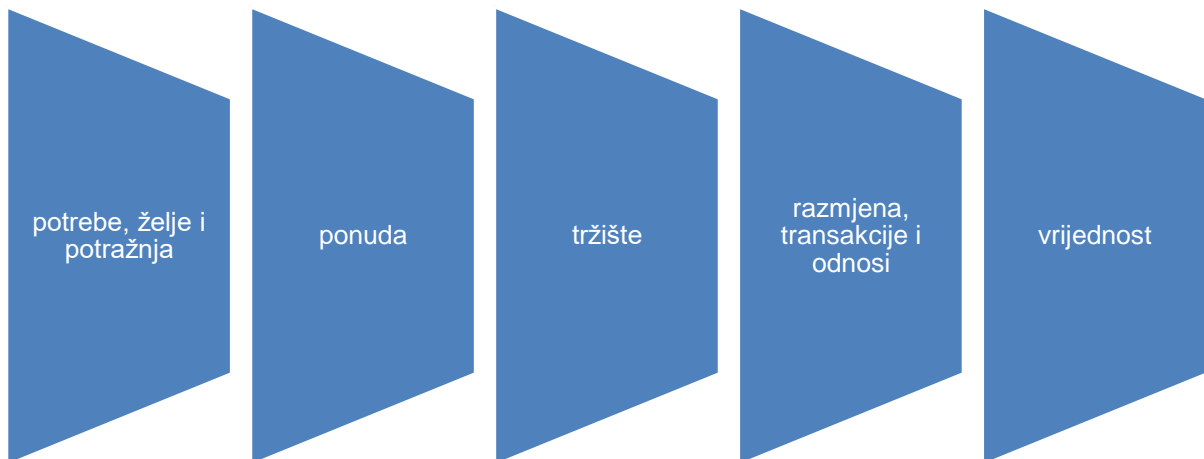 potrebe, želje i
potražnja
ponuda
tržište
razmjena,
transakcije i
odnosi
vrijednost